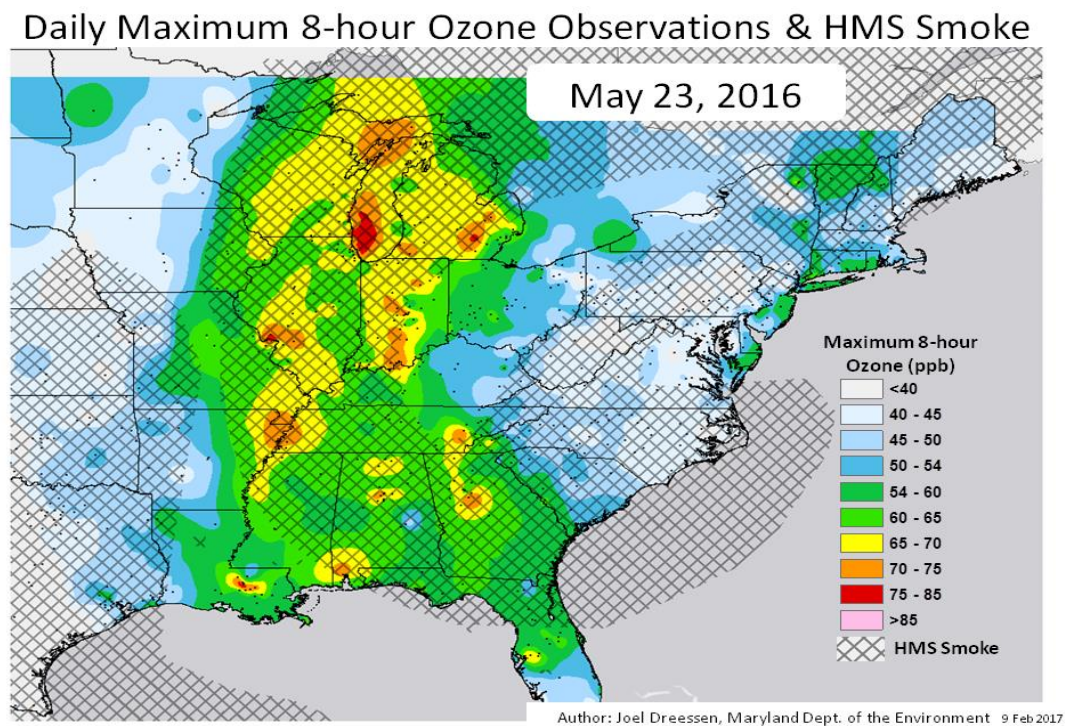 Daily Maximum 8-hour Ozone Observations & HMS Smoke
May 23, 2016
Maximum 8-hour
Ozone (ppb)
<40
40 - 45
45 - 50
50 - 54
54 - 60
60 - 65
65 - 70
70 - 75
75 - 85
>85
HMS Smoke
Author: Joel Dreessen, Maryland Dept. of the Environment 9 Feb 2017